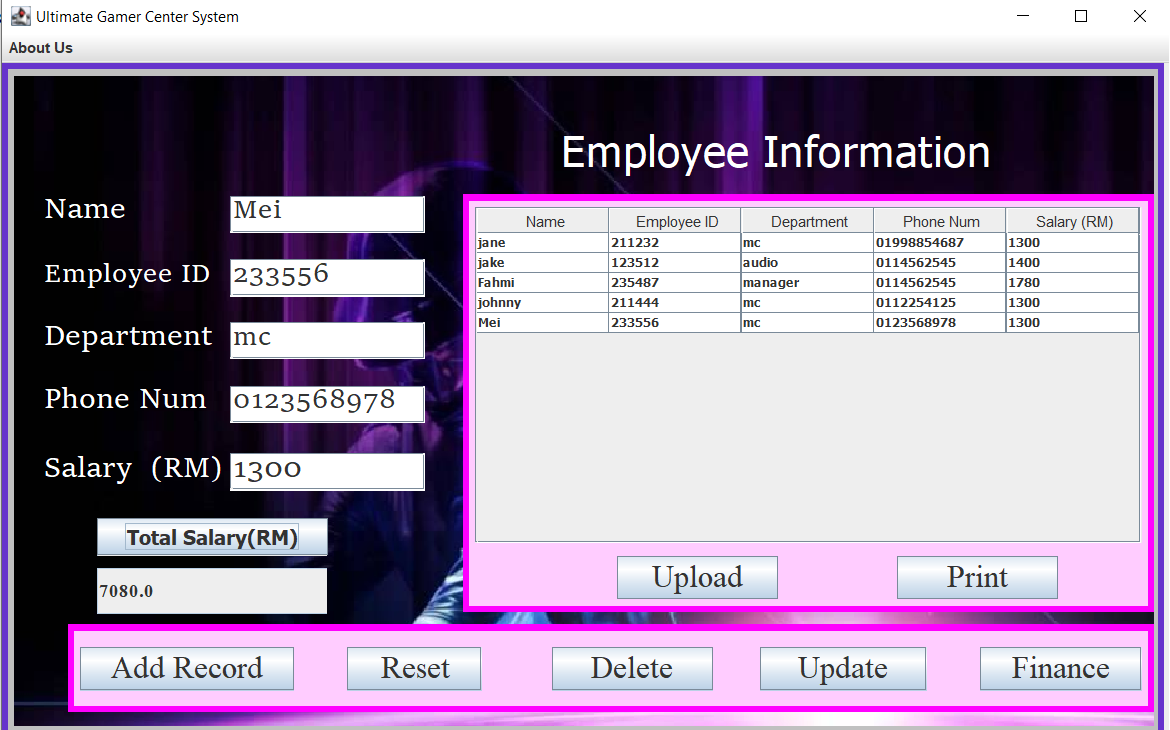 Ultimate Gamer Center System
About Us
Employee Information
Name Mei
Employee ID 233556
Department mc
Phone Num 0123568978
Salary (RM) 1300
Total Salary(RM)
7080.0
Name Employee ID Department Phone Num Salary (RM)
jane 211232 mc 01998854687 1300
jake 123512 audio 0114562545 1400
Fahmi 235487 manager 0114562545 1780
johnny 211444 mc 0112254125 1300
Mei 233556 mc 0123568978 1300
Upload Print
Add Record Reset Delete Update Finance